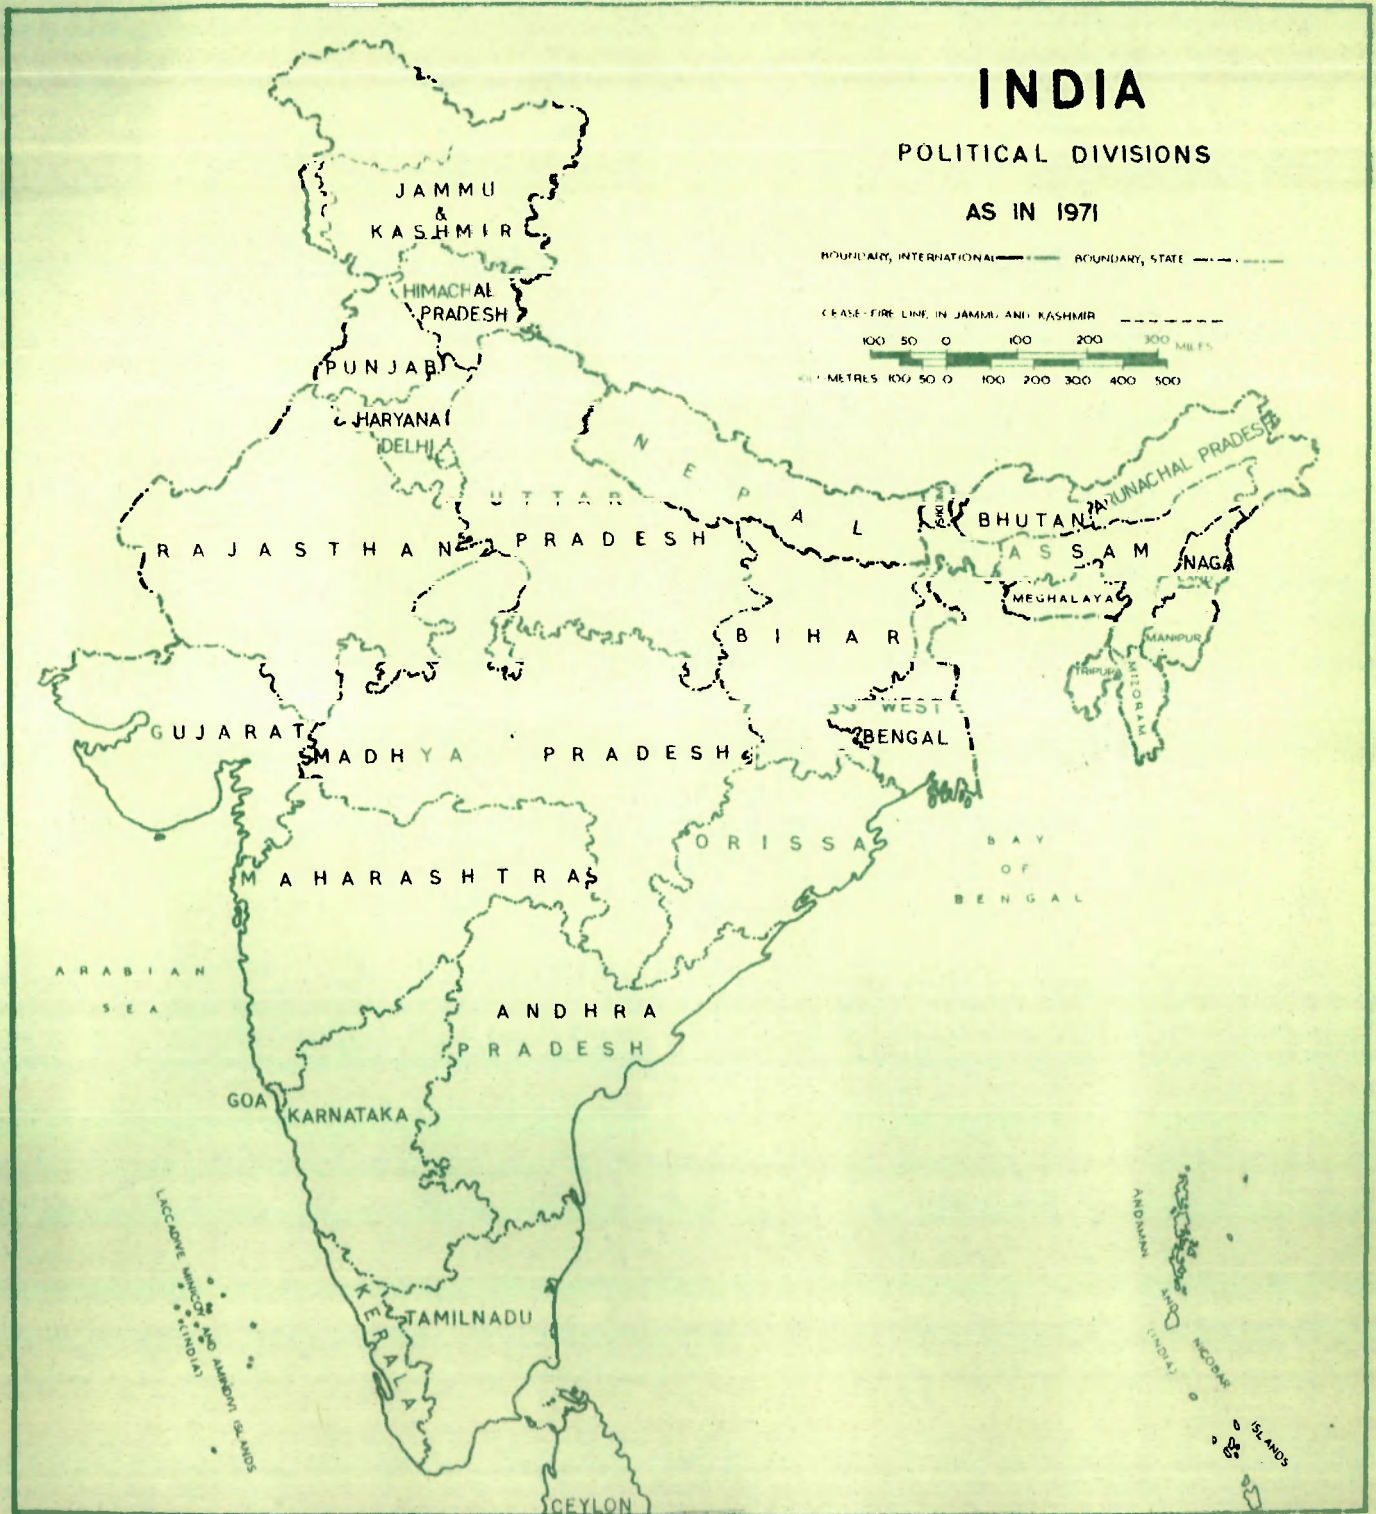 INDIA
POLITICAL DIVISIONS
AS IN 1971
BOUNDARY, INTERNATIONAL
BOUNDARY, STATE
CEASE-FIRE LINE IN JAMMU AND KASHMIR
100 50 0 100 200 300 MILES
METRES 100 50 0 100 200 300 400 500
JAMMU
&
KASHMIR
HIMACHAL
PRADESH
PUNJAB
HARYANA
DELHI
RAJASTHAN
UTTAR
PRADESH
NEPAL
BHUTAN
ARUNACHAL PRADESH
ASSAM
NAGA
LAND
MEGHALAYA
MANIPUR
TRIPURA
MIZORAM
BIHAR
WEST
BENGAL
GUJARAT
MADHYA PRADESH
ORISSA
MAHARASHTRA
BAY
OF
BENGAL
ARABIAN
SEA
ANDHRA
PRADESH
GOA
KARNATAKA
KERALA
TAMILNADU
LACCADIVE MINICOY AND AMINDIVI ISLANDS
(INDIA)
ANDAMAN
AND
NICOBAR
ISLANDS
(INDIA)
CEYLON